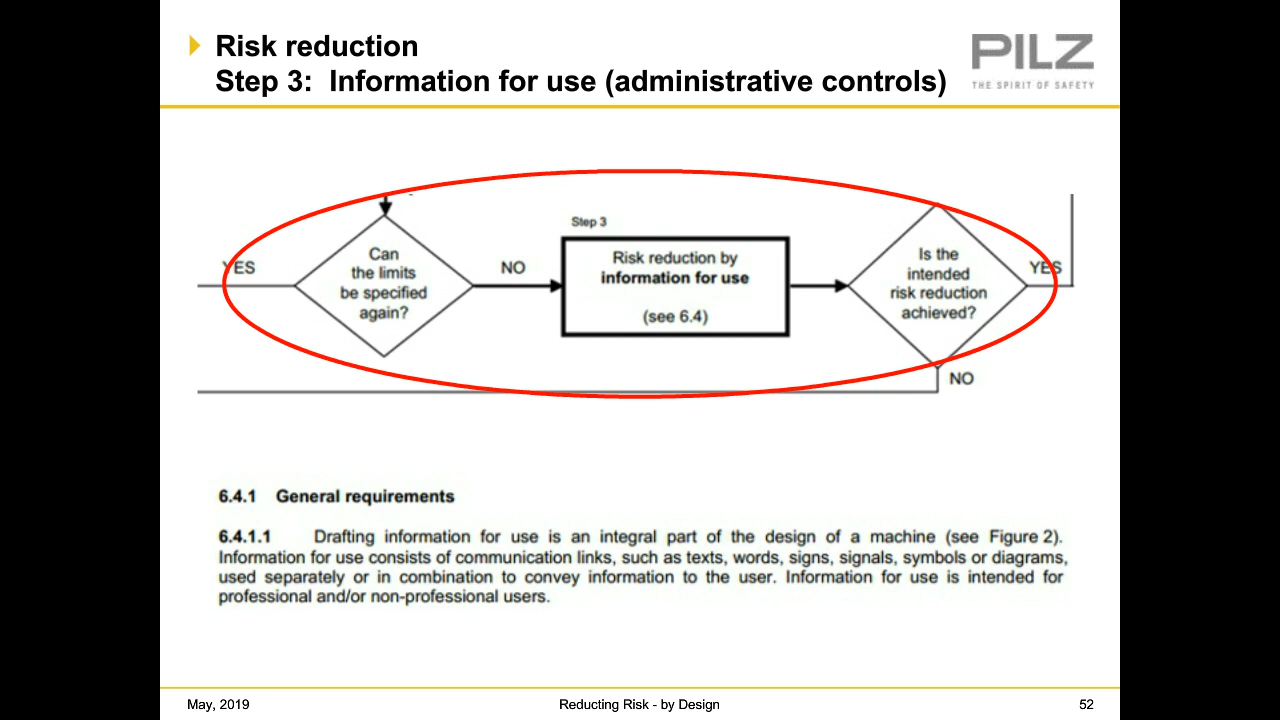 Risk reduction
Step 3: Information for use (administrative controls)
PILZ
THE SPIRIT OF SAFETY
Step 3
Can
the limits
be specified
again?
YES
NO
Risk reduction by
information for use
(see 6.4)
Is the
intended
risk reduction
achieved?
YES
NO
6.4.1 General requirements
6.4.1.1 Drafting information for use is an integral part of the design of a machine (see Figure 2).
Information for use consists of communication links, such as texts, words, signs, signals, symbols or diagrams,
used separately or in combination to convey information to the user. Information for use is intended for
professional and/or non-professional users.
May, 2019
Reducting Risk - by Design
52